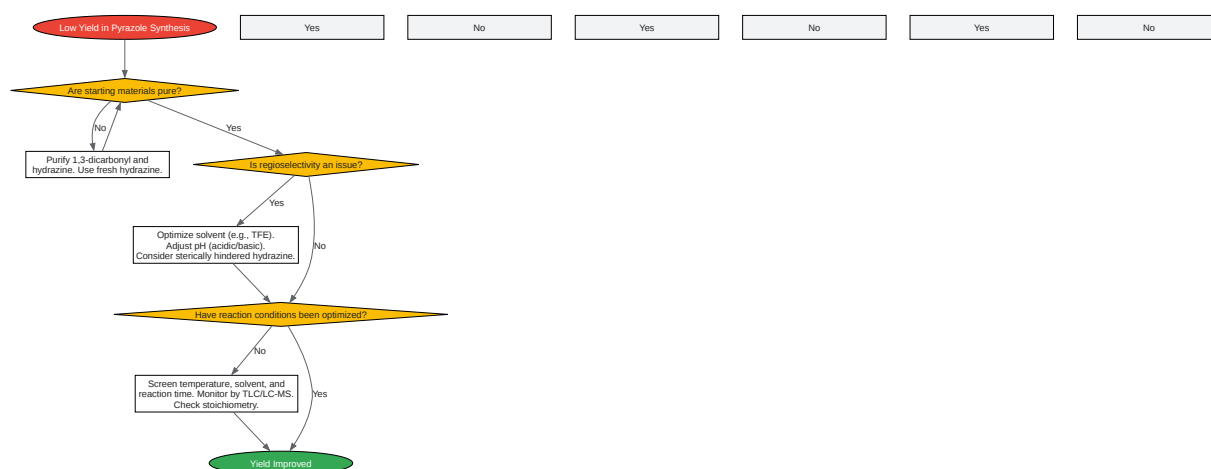 Low Yield in Pyrazole Synthesis
Yes
No
Yes
No
Yes
No
Are starting materials pure?
No
Yes
Purify 1,3-dicarbonyl and
hydrazine. Use fresh hydrazine.
Is regioselectivity an issue?
Yes
Optimize solvent (e.g., TFE).
Adjust pH (acidic/basic).
Consider sterically hindered hydrazine.
No
Have reaction conditions been optimized?
No
Screen temperature, solvent, and
reaction time. Monitor by TLC/LC-MS.
Check stoichiometry.
Yes
Yield Improved